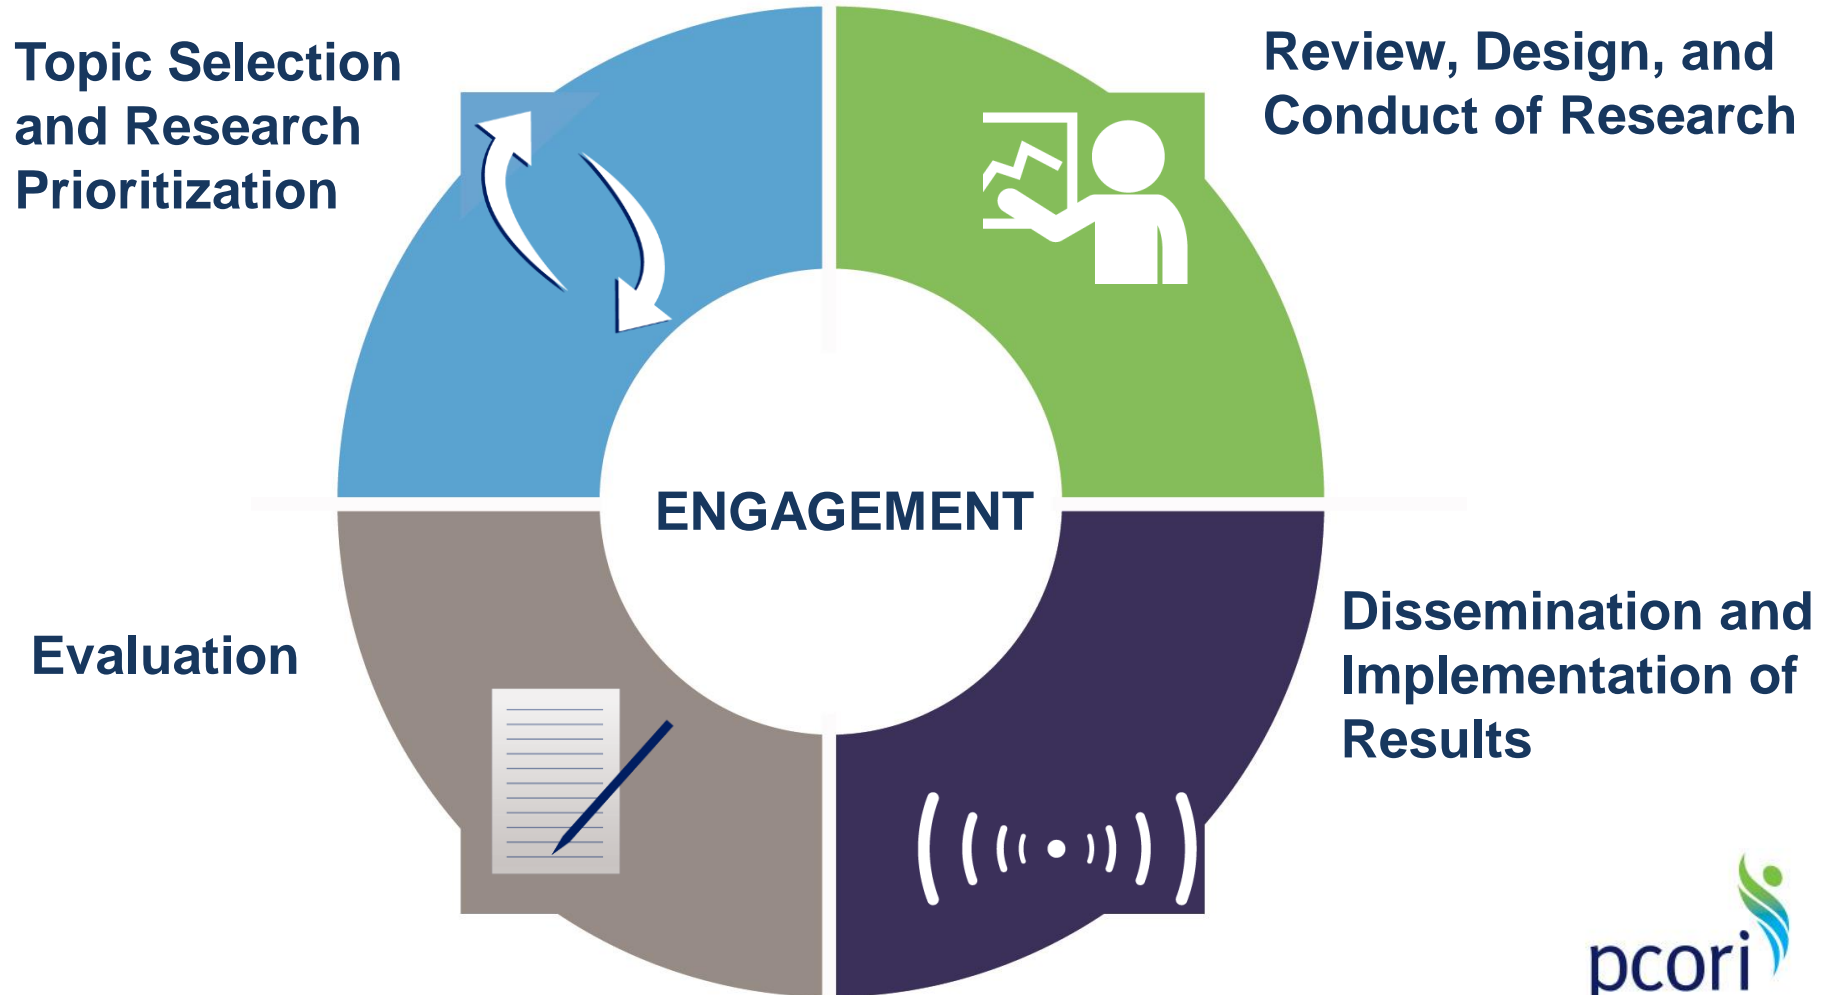 Topic Selection
and Research
Prioritization
Review, Design, and
Conduct of Research
ENGAGEMENT
Evaluation
Dissemination and
Implementation of
Results
pcori